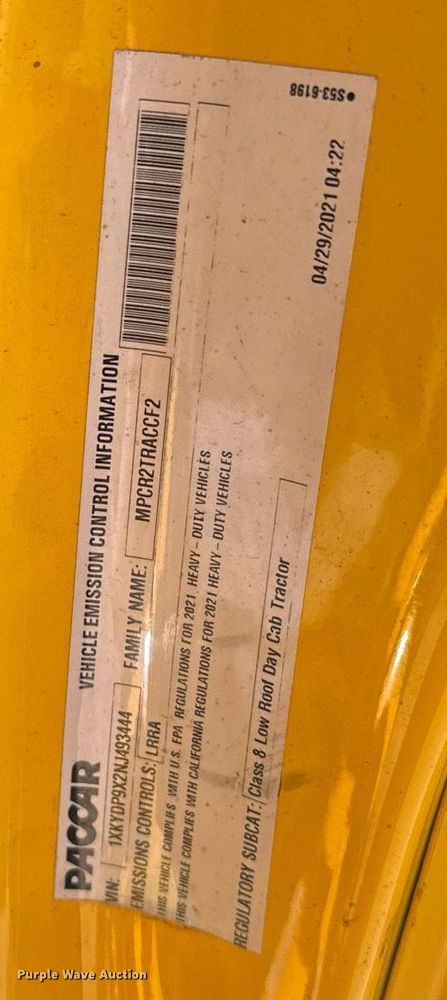 PACCAR VEHICLE EMISSION CONTROL INFORMATION
VIN: 1XKYDP9X2NJ493444 FAMILY NAME: MPCR2TRACCF2
EMISSIONS CONTROLS: LRRA
THIS VEHICLE COMPLIES WITH U.S. EPA REGULATIONS FOR 2021 HEAVY-DUTY VEHICLES
THIS VEHICLE COMPLIES WITH CALIFORNIA REGULATIONS FOR 2021 HEAVY-DUTY VEHICLES
REGULATORY SUBCAT: Class 8 Low Roof Day Cab Tractor
04/29/2021 04:22
•S53-6198
Purple Wave Auction